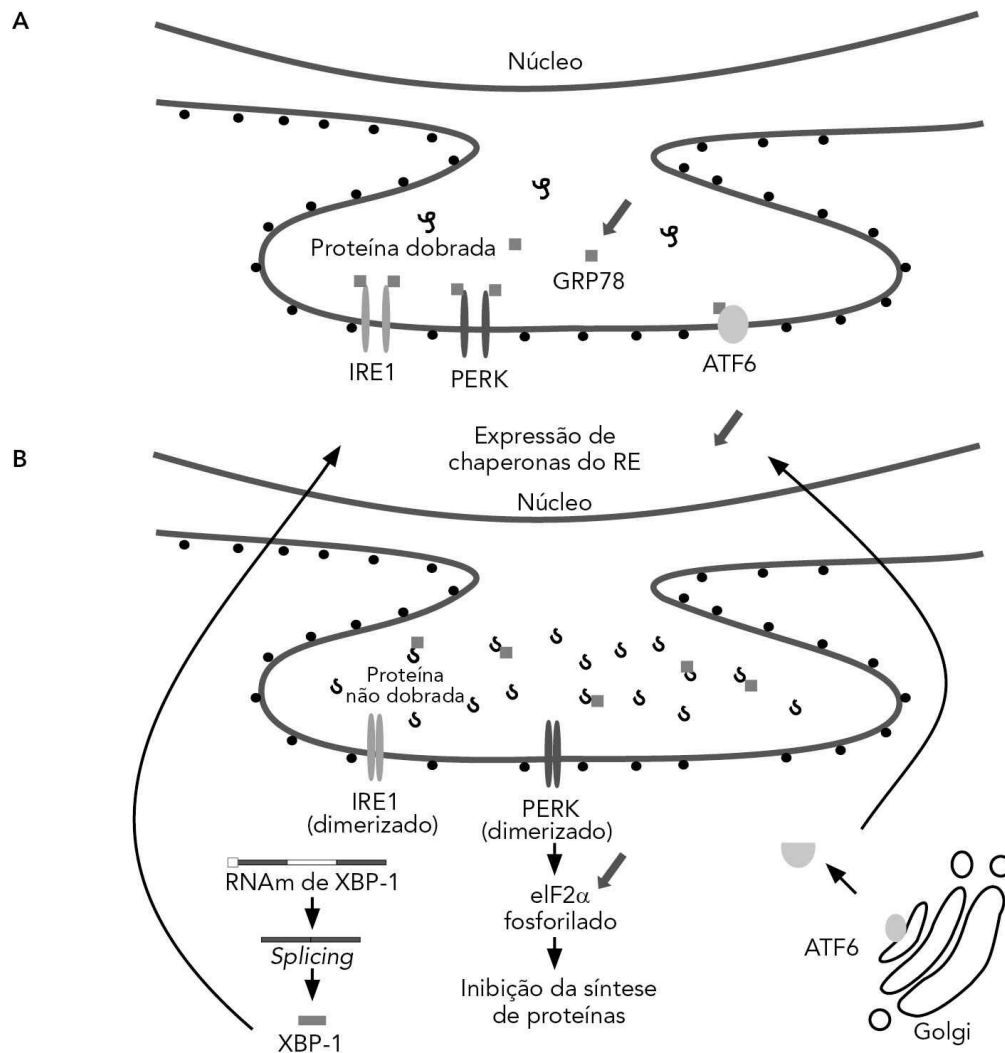 A
Núcleo
Proteína dobrada
GRP78
IRE1
PERK
ATF6
B
Expressão de
chaperonas do RE
Núcleo
Proteína
não dobrada
IRE1
(dimerizado)
PERK
(dimerizado)
RNAm de XBP-1
Splicing
XBP-1
eIF2α
fosforilado
Inibição da síntese
de proteínas
ATF6
Golgi